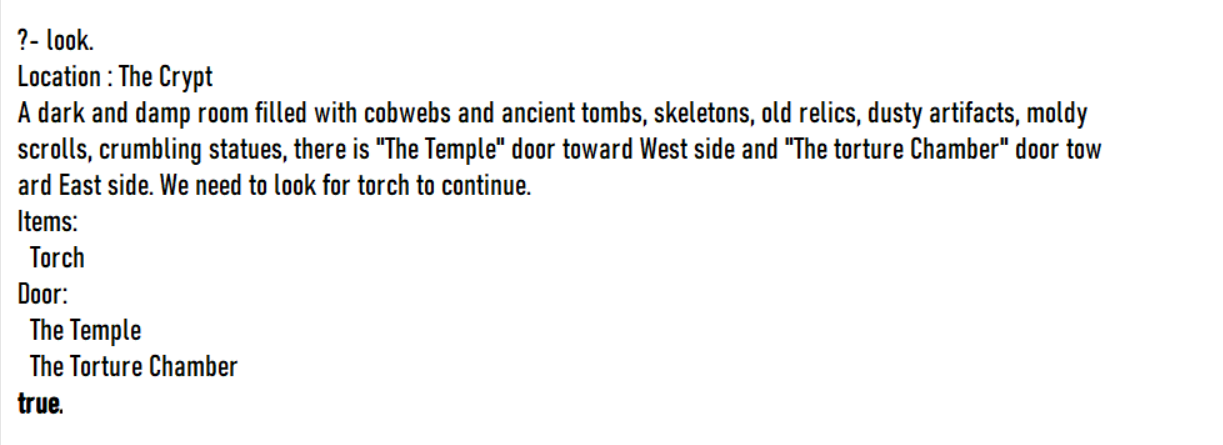 ?- look.
Location : The Crypt
A dark and damp room filled with cobwebs and ancient tombs, skeletons, old relics, dusty artifacts, moldy
scrolls, crumbling statues, there is "The Temple" door toward West side and "The torture Chamber" door tow
ard East side. We need to look for torch to continue.
Items:
  Torch
Door:
  The Temple
  The Torture Chamber
true.